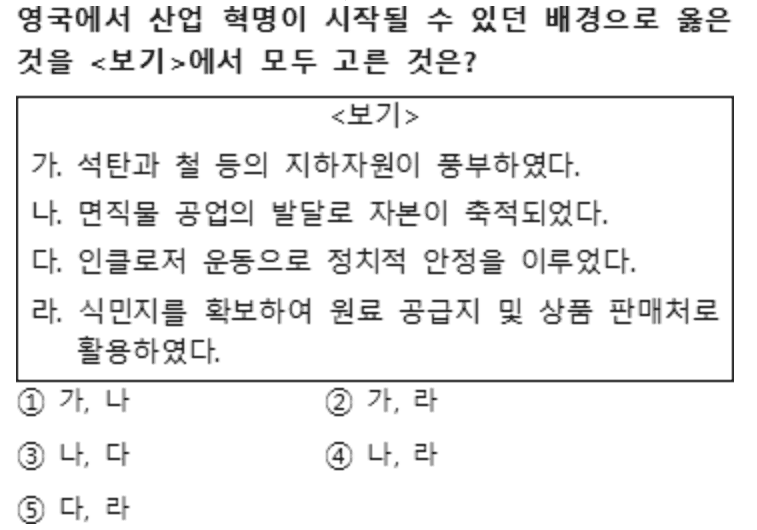 영국에서 산업 혁명이 시작될 수 있던 배경으로 옳은
것을 <보기>에서 모두 고른 것은?
<보기>
가. 석탄과 철 등의 지하자원이 풍부하였다.
나. 면직물 공업의 발달로 자본이 축적되었다.
다. 인클로저 운동으로 정치적 안정을 이루었다.
라. 식민지를 확보하여 원료 공급지 및 상품 판매처로
활용하였다.
① 가, 나 ② 가, 라
③ 나, 다 ④ 나, 라
⑤ 다, 라